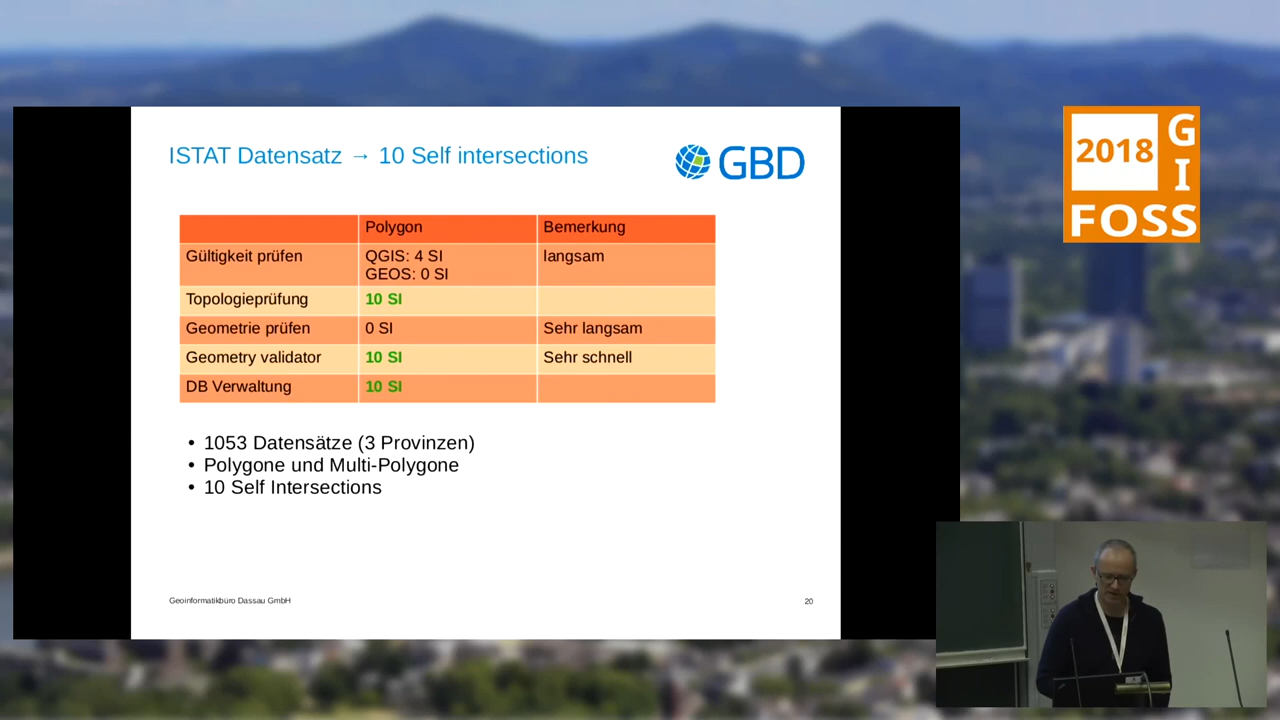 ISTAT Datensatz → 10 Self intersections
GBD
Polygon Bemerkung
Gültigkeit prüfen QGIS: 4 SI langsam
GEOS: 0 SI
Topologieprüfung 10 SI
Geometrie prüfen 0 SI Sehr langsam
Geometry validator 10 SI Sehr schnell
DB Verwaltung 10 SI
• 1053 Datensätze (3 Provinzen)
• Polygone und Multi-Polygone
• 10 Self Intersections
Geoinformatikbüro Dassau GmbH 20
2018
G
I
FOSS